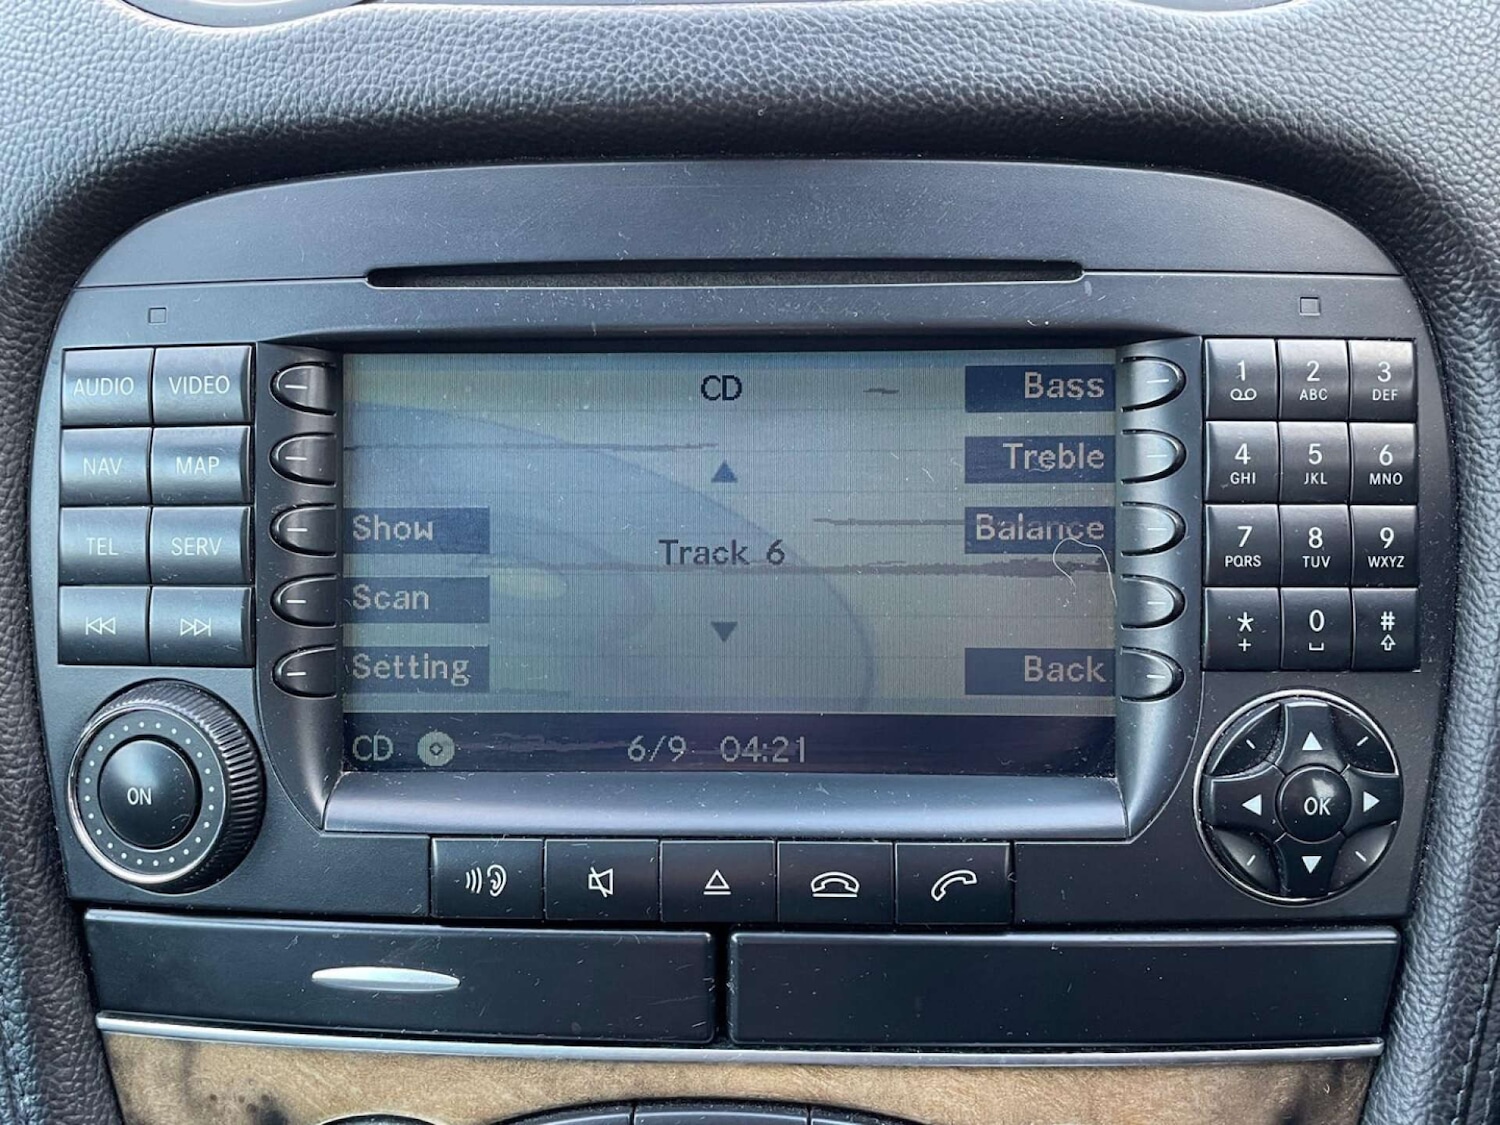 AUDIO VIDEO
NAV MAP
TEL SERV
ON
CD
Bass
Treble
Show
Balance
Track 6
Scan
Setting
Back
CD 6/9 04:21
1 2 ABC 3 DEF
4 GHI 5 JKL 6 MNO
7 PQRS 8 TUV 9 WXYZ
* + 0 #
OK